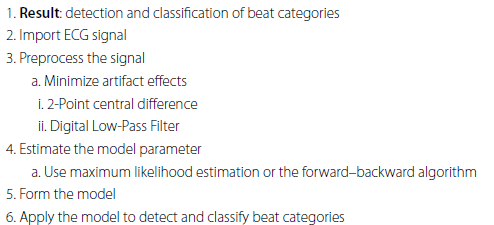 1. Result: detection and classification of beat categories
2. Import ECG signal
3. Preprocess the signal
a. Minimize artifact effects
i. 2-Point central difference
ii. Digital Low-Pass Filter
4. Estimate the model parameter
a. Use maximum likelihood estimation or the forward–backward algorithm
5. Form the model
6. Apply the model to detect and classify beat categories